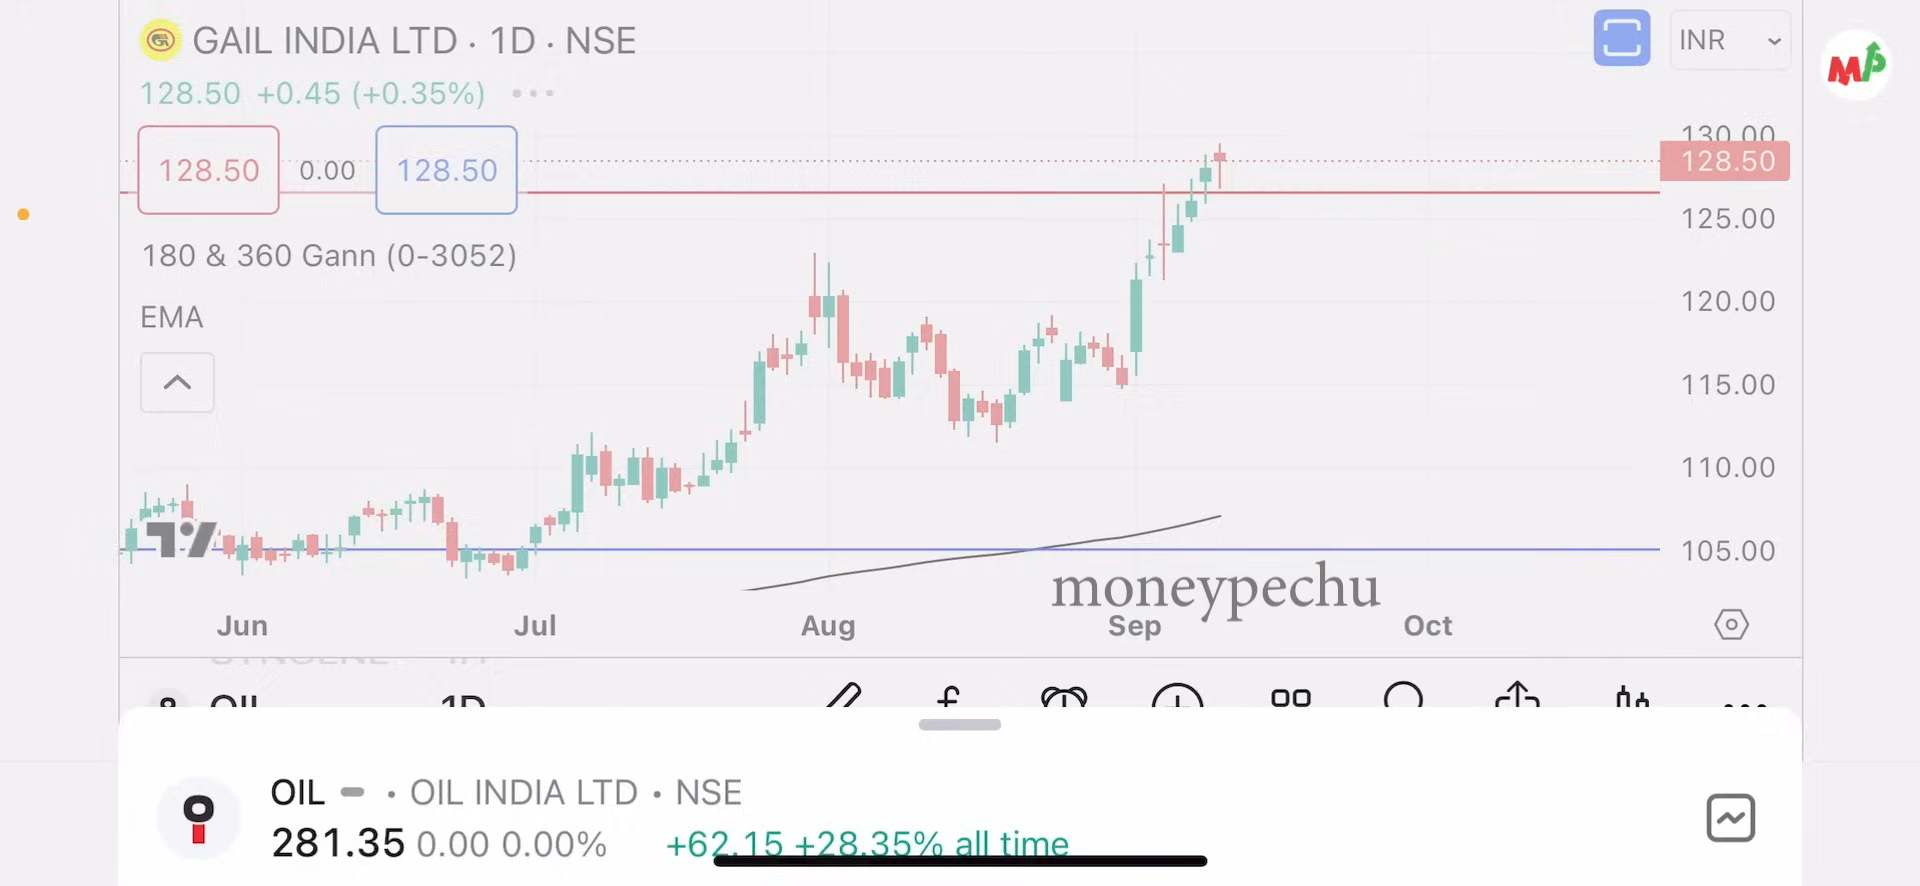 GAIL INDIA LTD · 1D · NSE
INR
128.50 +0.45 (+0.35%)
130.00
128.50 0.00 128.50
128.50
125.00
180 & 360 Gann (0-3052)
120.00
EMA
115.00
110.00
105.00
moneypechu
Jun Jul Aug Sep Oct
OIL 1D
OIL · OIL INDIA LTD · NSE
281.35 0.00 0.00% +62.15 +28.35% all time